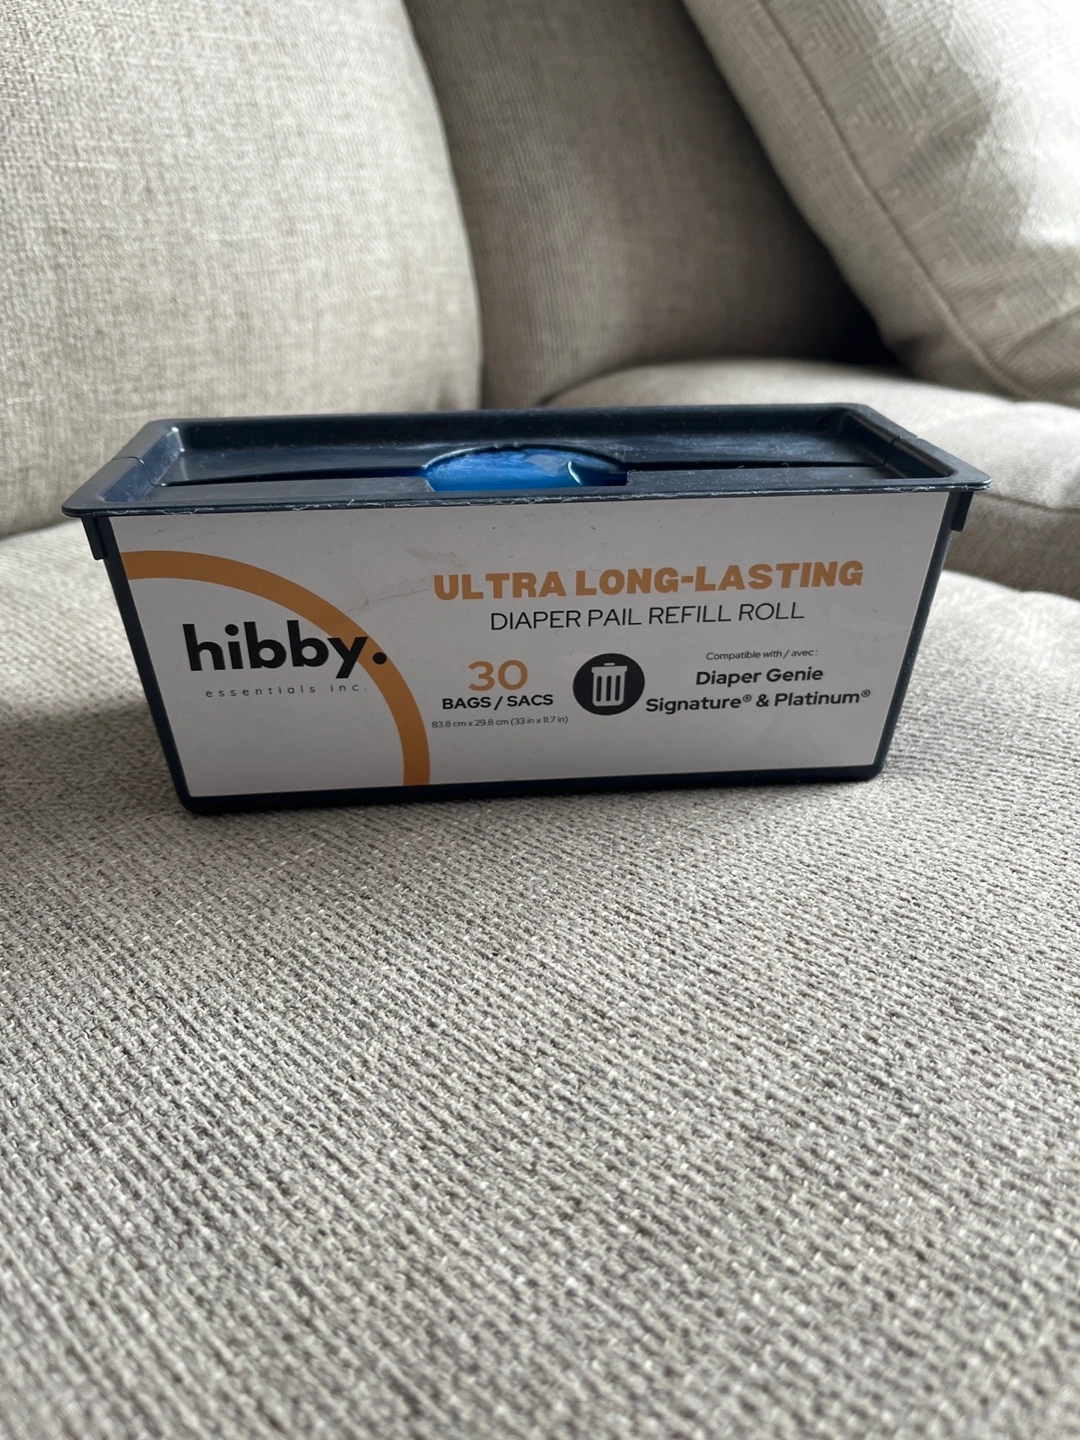 hibby.
essentials inc.
ULTRA LONG-LASTING
DIAPER PAIL REFILL ROLL
30
BAGS / SACS
83.8 cm x 29.8 cm (33 in x 11.7 in)
Compatible with / avec :
Diaper Genie
Signature® & Platinum®